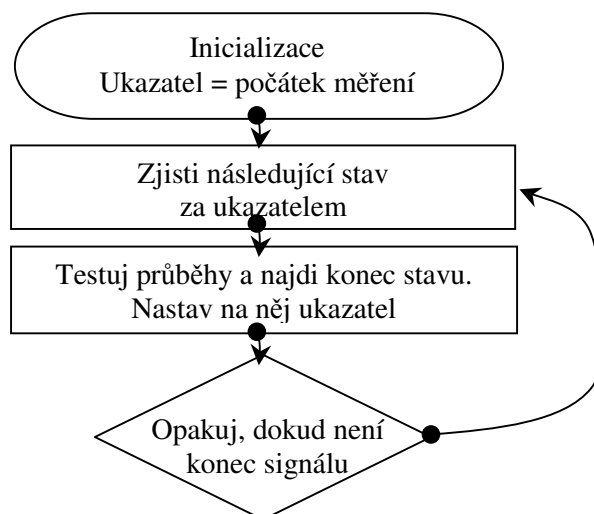 Inicializace
Ukazatel = počátek měření
Zjisti následující stav
za ukazatelem
Testuj průběhy a najdi konec stavu.
Nastav na něj ukazatel
Opakuj, dokud není
konec signálu